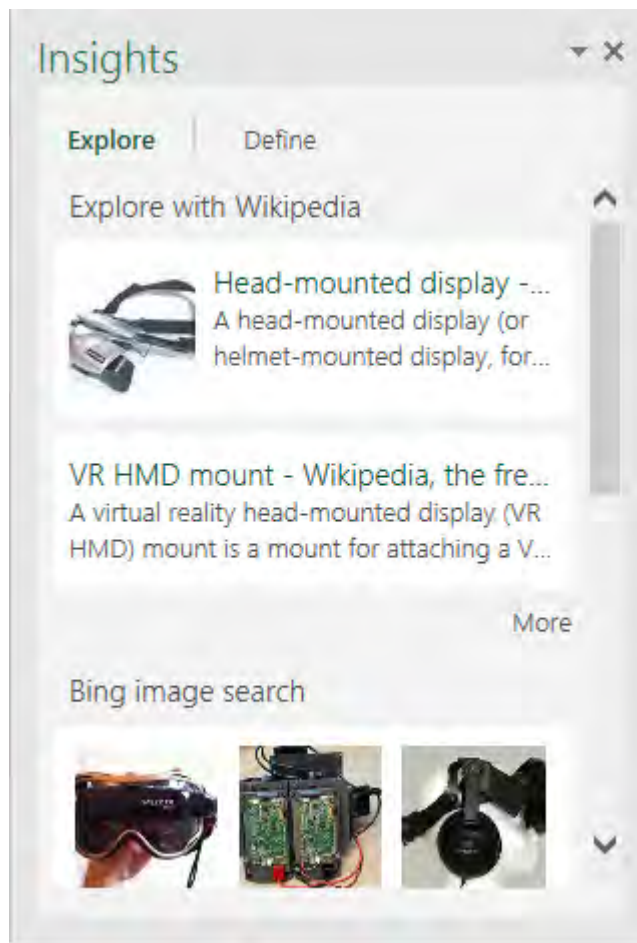 Insights
Explore
Define
Explore with Wikipedia
Head-mounted display -...
A head-mounted display (or
helmet-mounted display, for...
VR HMD mount - Wikipedia, the fre...
A virtual reality head-mounted display (VR
HMD) mount is a mount for attaching a V...
More
Bing image search